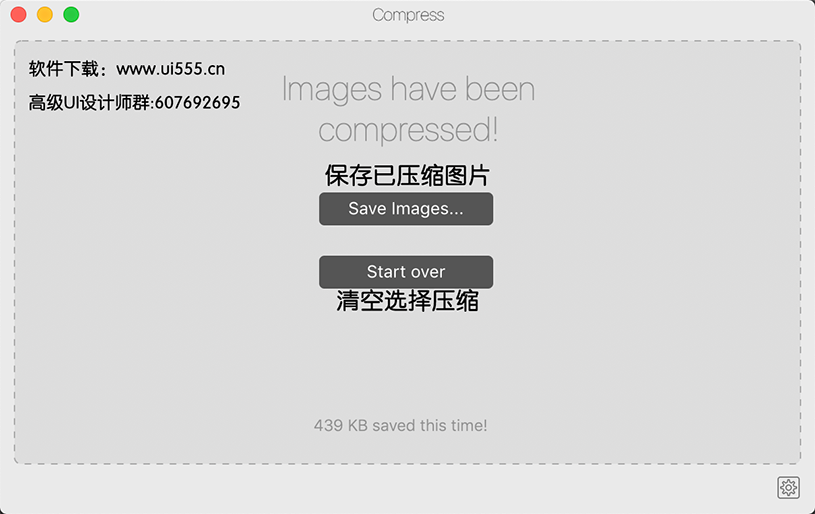 Compress
软件下载：www.ui555.cn
高级UI设计师群:607692695
Images have been
compressed!
保存已压缩图片
Save Images...
Start over
清空选择压缩
439 KB saved this time!